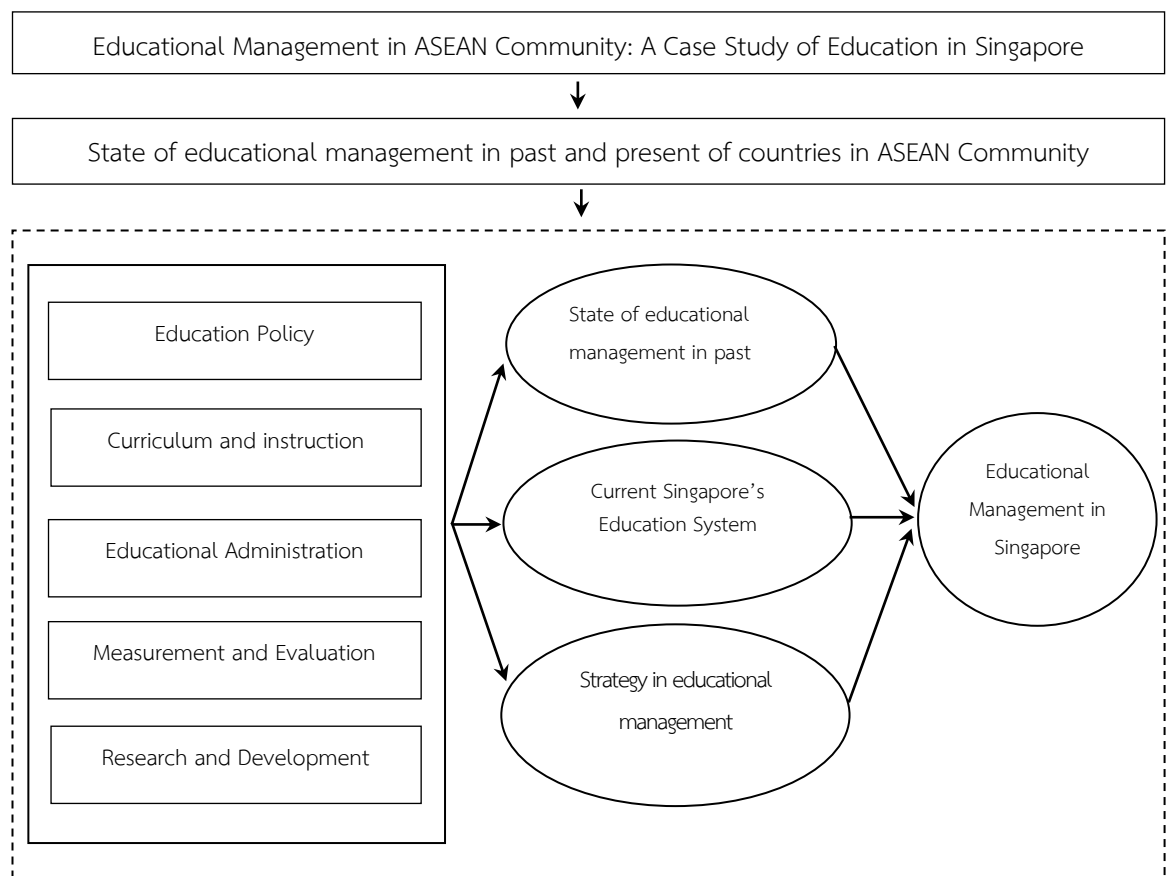 Educational Management in ASEAN Community: A Case Study of Education in Singapore
State of educational management in past and present of countries in ASEAN Community
Education Policy
Curriculum and instruction
Educational Administration
Measurement and Evaluation
Research and Development
State of educational
management in past
Current Singapore’s
Education System
Strategy in educational
management
Educational
Management in
Singapore